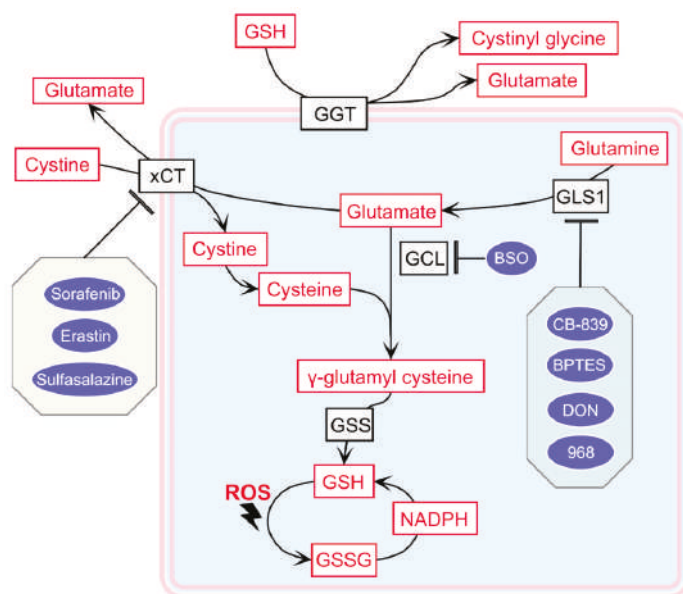 GSH
Cystinyl glycine
Glutamate
GGT
Glutamate
Cystine
xCT
Glutamine
GLS1
Glutamate
Cystine
GCL
BSO
Cysteine
Sorafenib
Erastin
Sulfasalazine
CB-839
BPTES
DON
968
γ-glutamyl cysteine
GSS
GSH
ROS
NADPH
GSSG